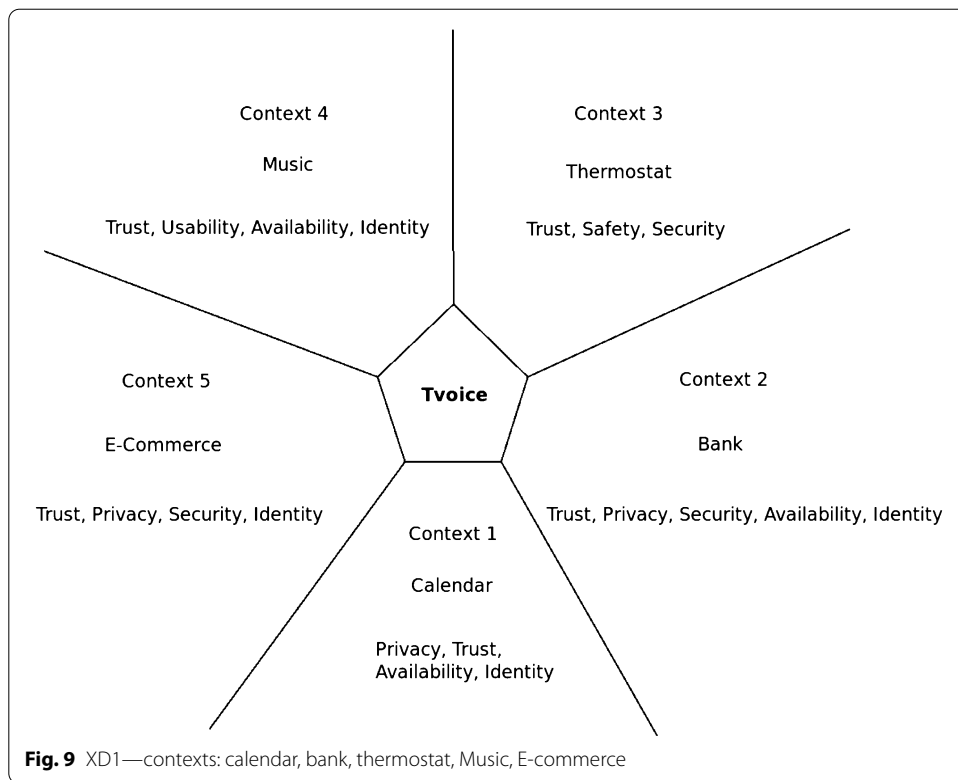 Context 4
Music
Trust, Usability, Availability, Identity
Context 3
Thermostat
Trust, Safety, Security
Context 5
E-Commerce
Trust, Privacy, Security, Identity
Tvoice
Context 2
Bank
Trust, Privacy, Security, Availability, Identity
Context 1
Calendar
Privacy, Trust,
Availability, Identity
Fig. 9 XD1—contexts: calendar, bank, thermostat, Music, E-commerce